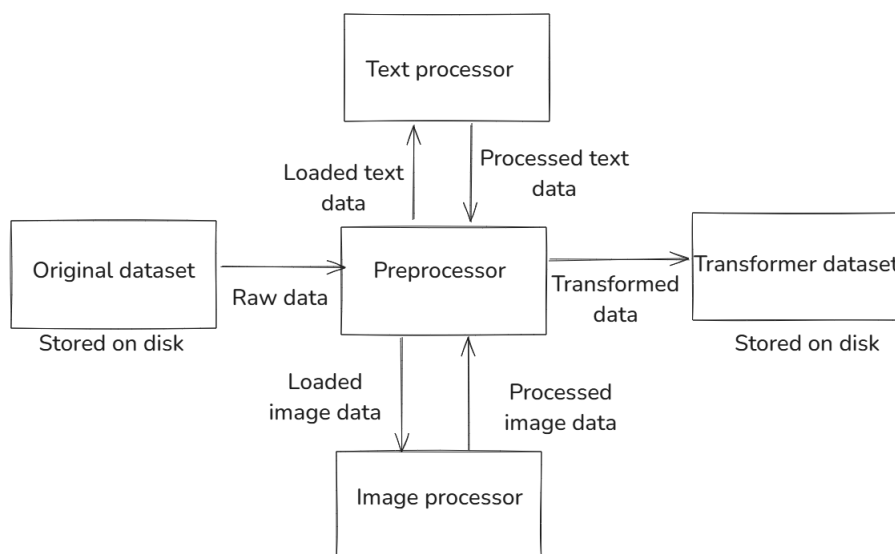 Text processor
Loaded text
data
Processed text
data
Original dataset
Stored on disk
Raw data
Preprocessor
Transformed
data
Transformer dataset
Stored on disk
Loaded
image data
Processed
image data
Image processor